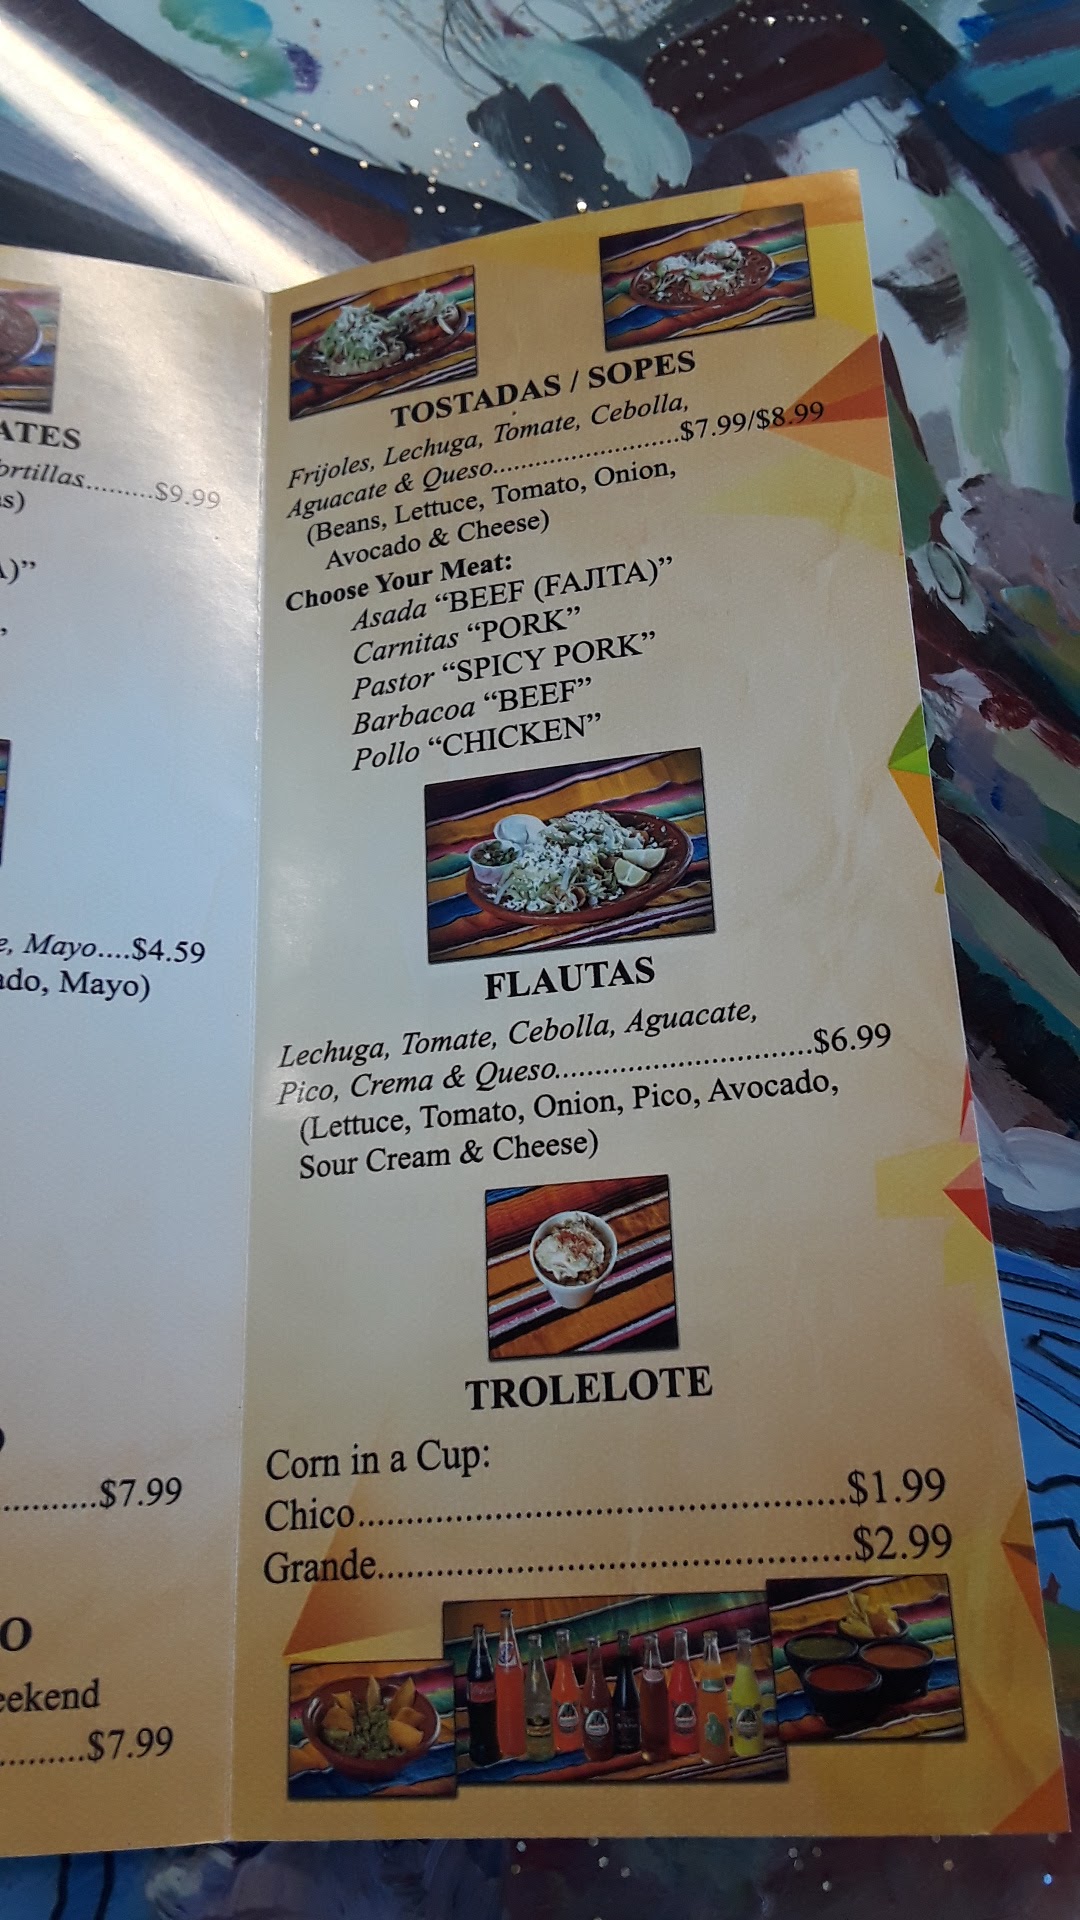 ATES
ortillas.........$9.99
s)
A)"
e, Mayo....$4.59
ado, Mayo)
..........$7.99
O
eekend
.........$7.99
TOSTADAS / SOPES
Frijoles, Lechuga, Tomate, Cebolla,
Aguacate & Queso.......................$7.99/$8.99
(Beans, Lettuce, Tomato, Onion,
Avocado & Cheese)
Choose Your Meat:
Asada “BEEF (FAJITA)”
Carnitas “PORK”
Pastor “SPICY PORK”
Barbacoa “BEEF”
Pollo “CHICKEN”
FLAUTAS
Lechuga, Tomate, Cebolla, Aguacate,
Pico, Crema & Queso.................................$6.99
(Lettuce, Tomato, Onion, Pico, Avocado,
Sour Cream & Cheese)
TROLELOTE
Corn in a Cup:
Chico..................................................$1.99
Grande................................................$2.99